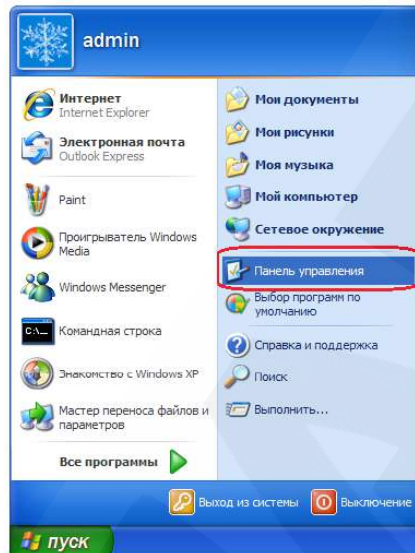 admin
Интернет
Internet Explorer
Электронная почта
Outlook Express
Paint
Проигрыватель Windows
Media
Windows Messenger
C:\_
Командная строка
Знакомство с Windows XP
Мастер переноса файлов и
параметров
Все программы
Мои документы
Мои рисунки
Моя музыка
Мой компьютер
Сетевое окружение
Панель управления
Выбор программ по
умолчанию
Справка и поддержка
Поиск
Выполнить...
Выход из системы
Выключение
пуск